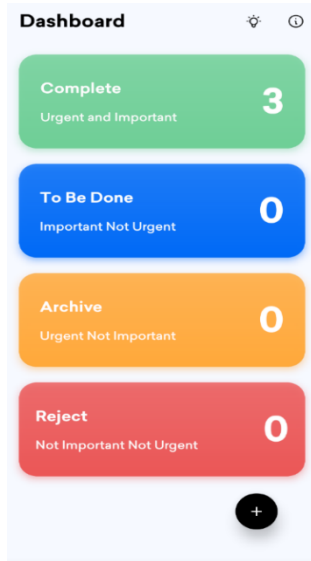 Dashboard
Complete
3
Urgent and Important
To Be Done
0
Important Not Urgent
Archive
0
Urgent Not Important
Reject
0
Not Important Not Urgent
+